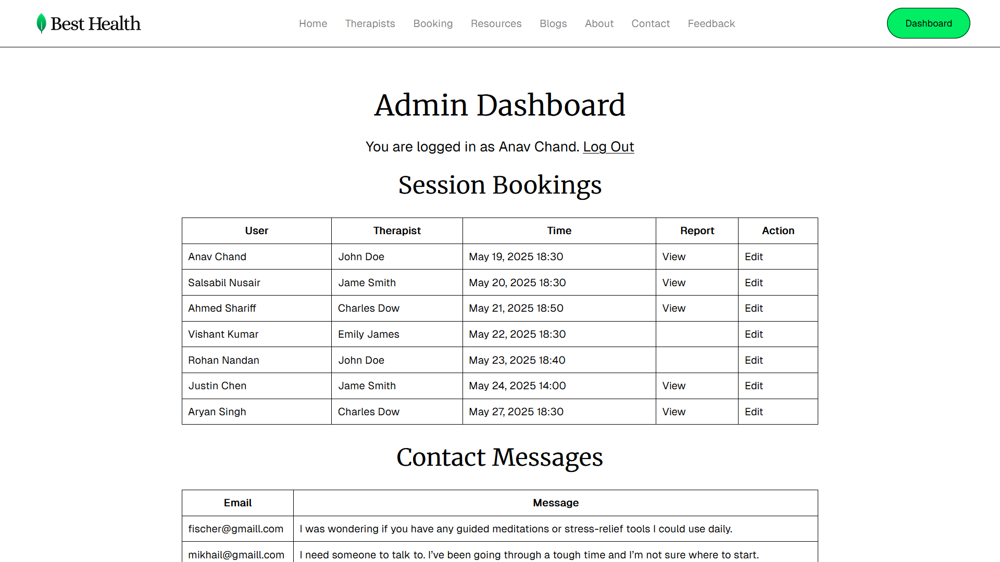 Best Health
Home Therapists Booking Resources Blogs About Contact Feedback
Dashboard
Admin Dashboard
You are logged in as Anav Chand. Log Out
Session Bookings
User Therapist Time Report Action
Anav Chand John Doe May 19, 2025 18:30 View Edit
Salsabil Nusair Jame Smith May 20, 2025 18:30 View Edit
Ahmed Shariff Charles Dow May 21, 2025 18:50 View Edit
Vishant Kumar Emily James May 22, 2025 18:30 Edit
Rohan Nandan John Doe May 23, 2025 18:40 Edit
Justin Chen Jame Smith May 24, 2025 14:00 View Edit
Aryan Singh Charles Dow May 27, 2025 18:30 View Edit
Contact Messages
Email Message
fischer@gmaill.com I was wondering if you have any guided meditations or stress-relief tools I could use daily.
mikhail@gmaill.com I need someone to talk to. I’ve been going through a tough time and I’m not sure where to start.